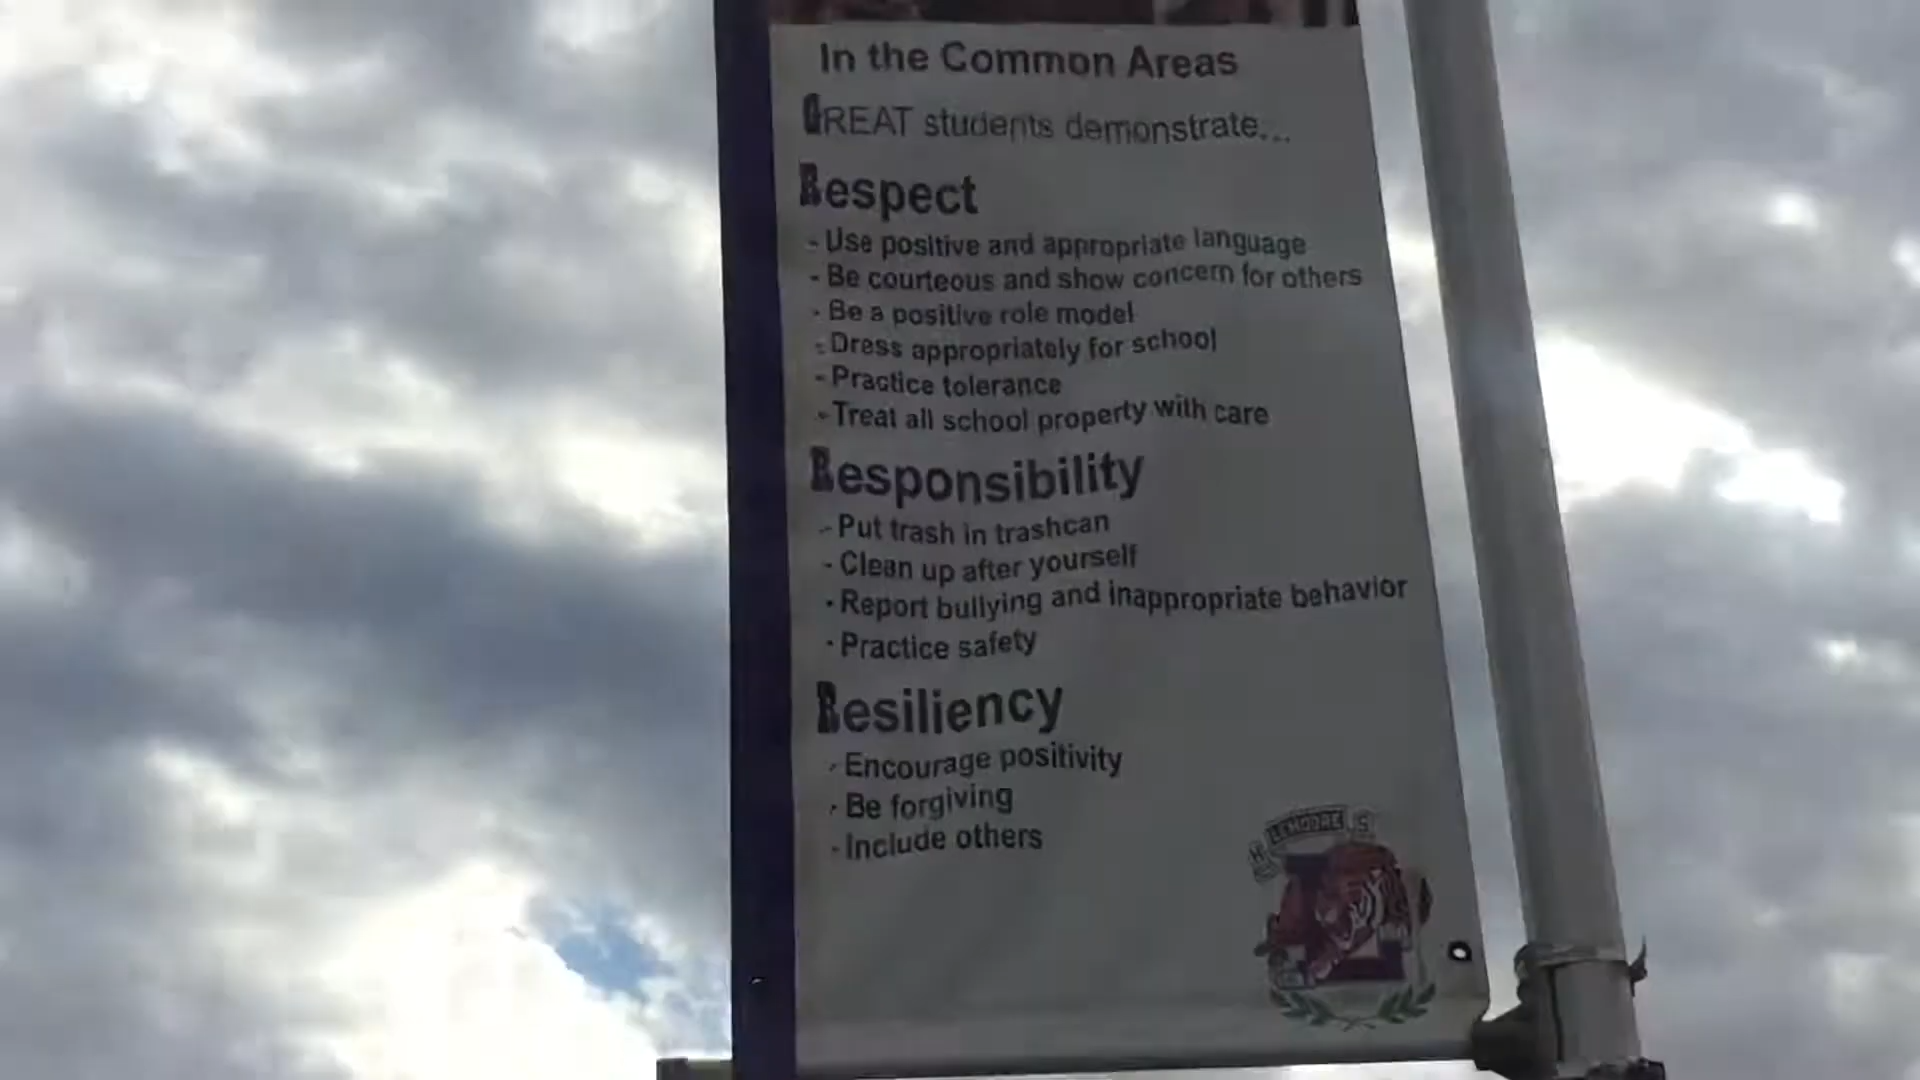 In the Common Areas
GREAT students demonstrate...
Respect
- Use positive and appropriate language
- Be courteous and show concern for others
- Be a positive role model
- Dress appropriately for school
- Practice tolerance
- Treat all school property with care
Responsibility
- Put trash in trashcan
- Clean up after yourself
- Report bullying and inappropriate behavior
- Practice safety
Resiliency
- Encourage positivity
- Be forgiving
- Include others
H LEMOORE S
L